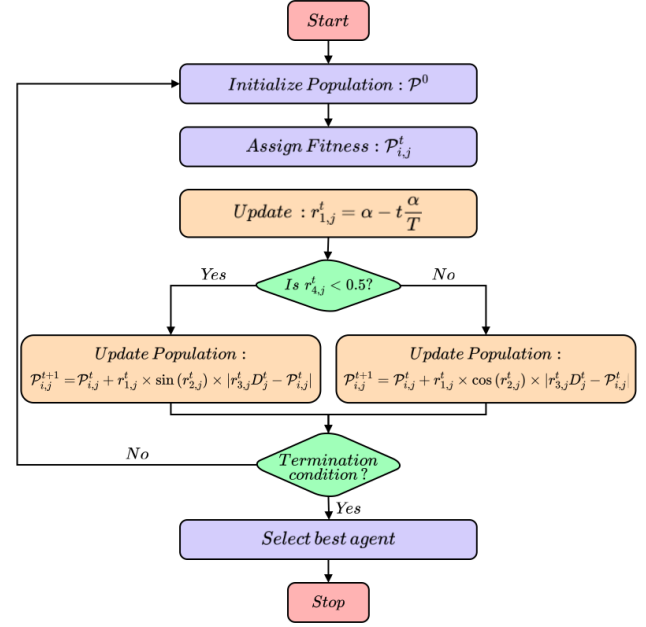 Start
Initialize Population : 𝒫⁰
Assign Fitness : 𝒫ᵗᵢ,ⱼ
Update : rᵗ₁,ⱼ = α − t α/T
Is rᵗ₄,ⱼ < 0.5?
Yes
No
Update Population :
𝒫ᵗ⁺¹ᵢ,ⱼ = 𝒫ᵗᵢ,ⱼ + rᵗ₁,ⱼ × sin (rᵗ₂,ⱼ) × |rᵗ₃,ⱼDᵗⱼ − 𝒫ᵗᵢ,ⱼ|
Update Population :
𝒫ᵗ⁺¹ᵢ,ⱼ = 𝒫ᵗᵢ,ⱼ + rᵗ₁,ⱼ × cos (rᵗ₂,ⱼ) × |rᵗ₃,ⱼDᵗⱼ − 𝒫ᵗᵢ,ⱼ|
No
Termination
condition?
Yes
Select best agent
Stop